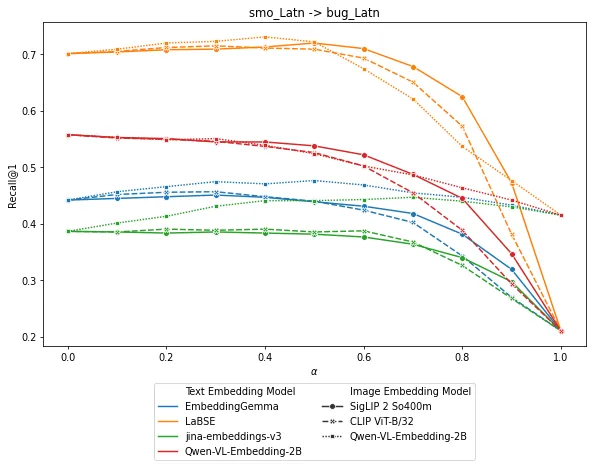 smo_Latn -> bug_Latn
Recall@1
0.7
0.6
0.5
0.4
0.3
0.2
0.0
0.2
0.4
0.6
0.8
1.0
α
Text Embedding Model
EmbeddingGemma
LaBSE
jina-embeddings-v3
Qwen-VL-Embedding-2B
Image Embedding Model
SigLIP 2 So400m
CLIP ViT-B/32
Qwen-VL-Embedding-2B